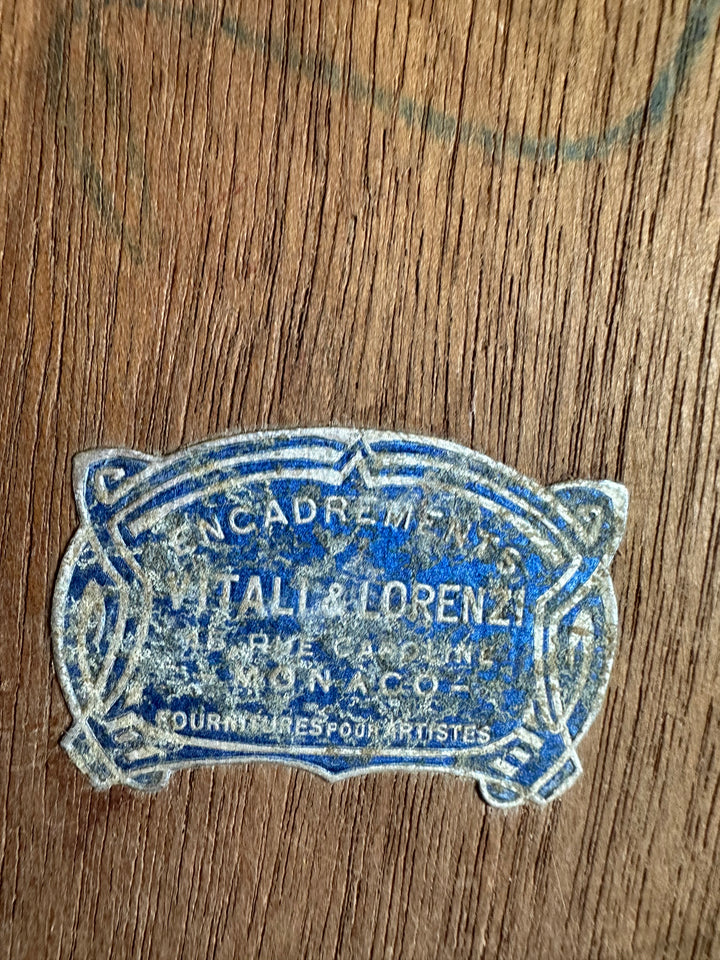 ENCADREMENTS
VITALI & LORENZI
RUE CAROLINE
— MONACO —
FOURNITURES POUR ARTISTES